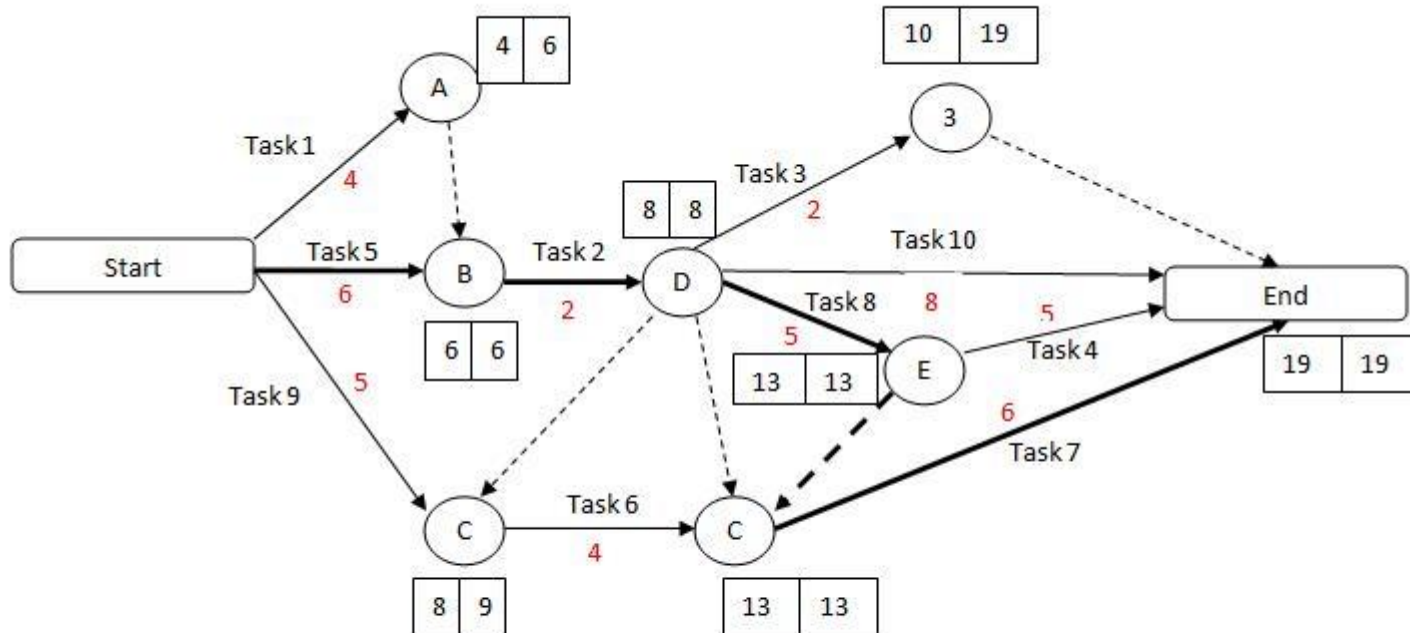 4 6
10 19
A
3
Task 1
4
Task 3
2
8 8
Task 10
Start
Task 5
6
B
Task 2
2
D
Task 8
5
8
5
End
Task 4
6 6
13 13
E
19 19
Task 9
5
6
Task 7
C
Task 6
4
C
8 9
13 13